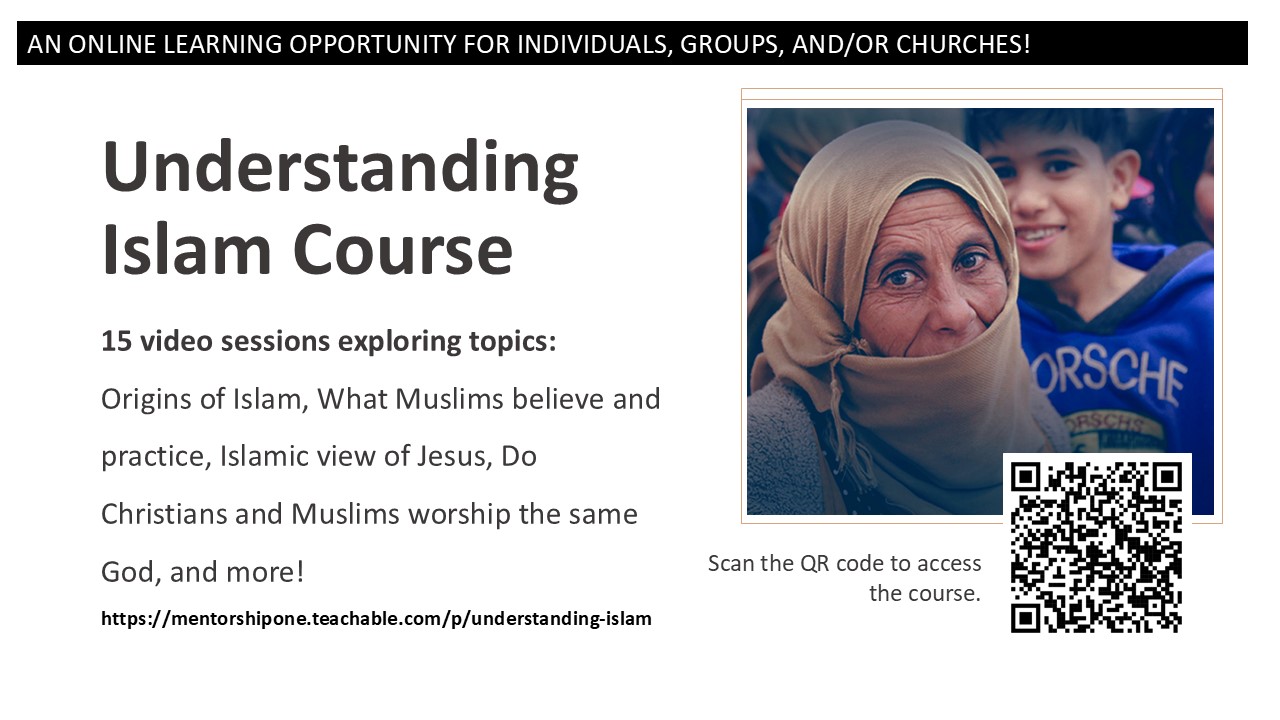 AN ONLINE LEARNING OPPORTUNITY FOR INDIVIDUALS, GROUPS, AND/OR CHURCHES!
Understanding
Islam Course
15 video sessions exploring topics:
Origins of Islam, What Muslims believe and
practice, Islamic view of Jesus, Do
Christians and Muslims worship the same
God, and more!
https://mentorshipone.teachable.com/p/understanding-islam
ORSCHE
ORSCHS
Scan the QR code to access
the course.